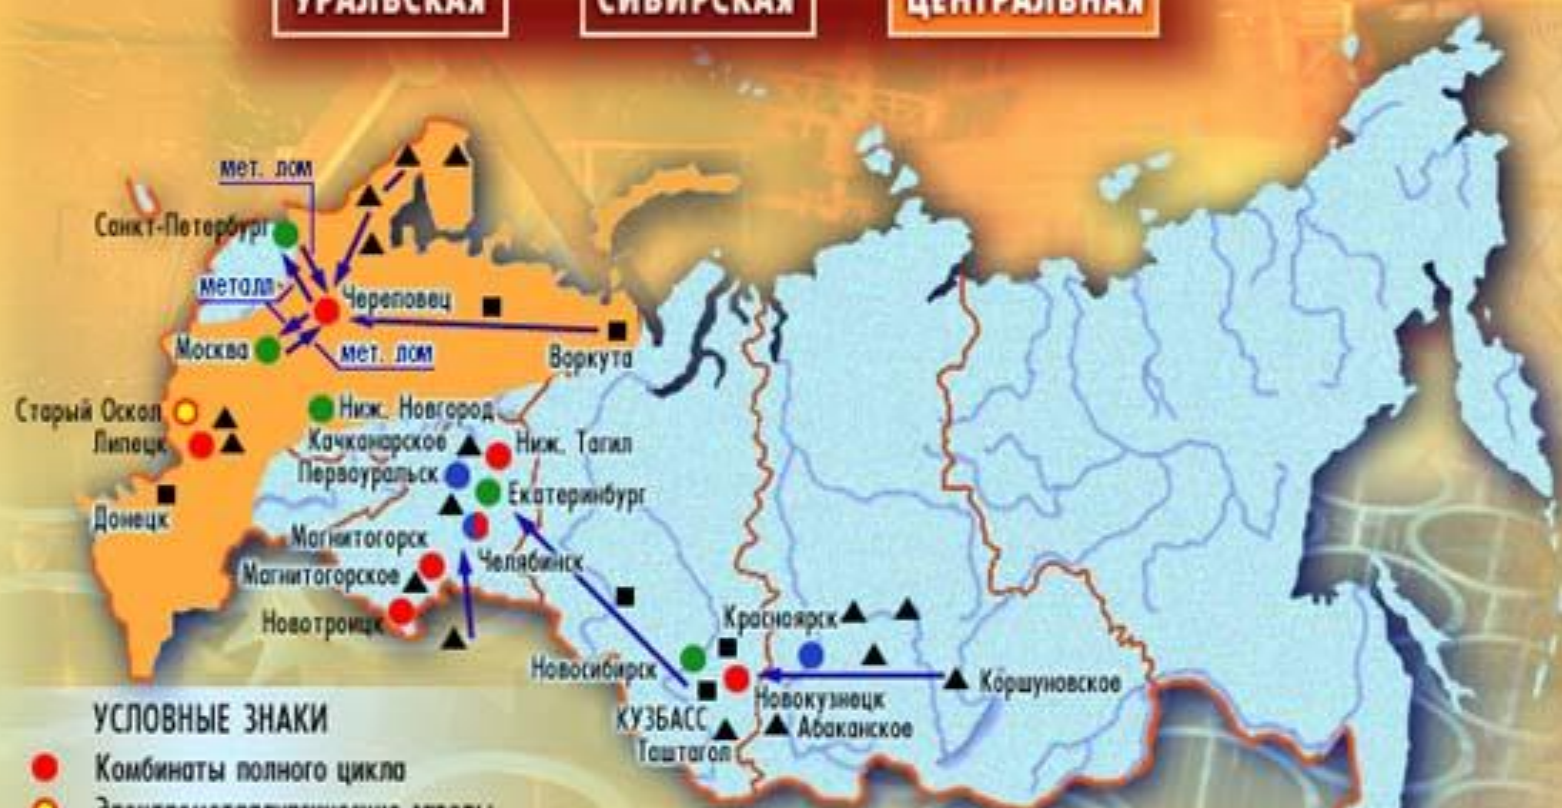 УРАЛЬСКАЯ
СИБИРСКАЯ
ЦЕНТРАЛЬНАЯ
мет. лом
Санкт-Петербург
металл
Череповец
Москва
мет. лом
Воркута
Старый Оскол
Ниж. Новгород
Липецк
Качканарское
Ниж. Тагил
Первоуральск
Екатеринбург
Донецк
Магнитогорск
Челябинск
Магнитогорское
Новотроицк
Красноярск
Новосибирск
Коршуновское
Новокузнецк
КУЗБАСС
Абаканское
Таштагол
УСЛОВНЫЕ ЗНАКИ
Комбинаты полного цикла
Электрометаллургические заводы